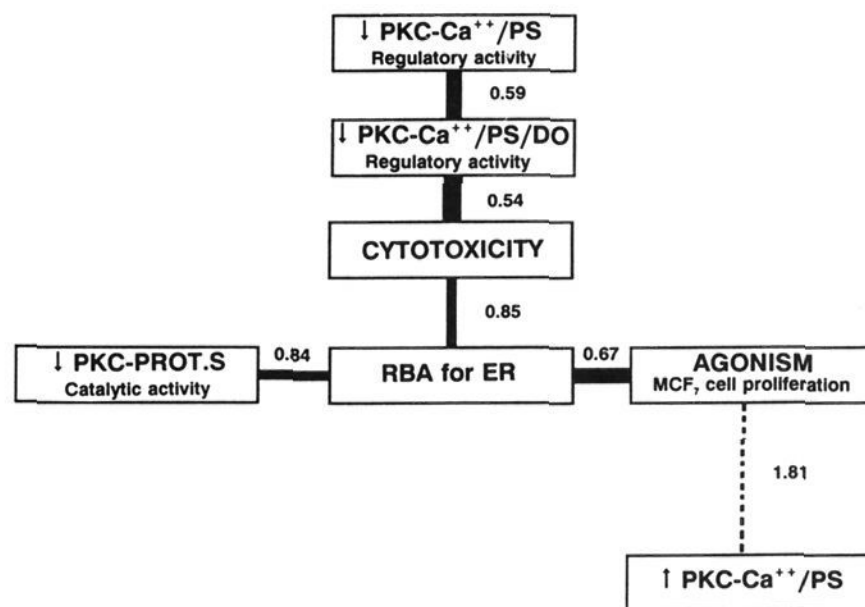 ↓ PKC-Ca⁺⁺/PS
Regulatory activity
0.59
↓ PKC-Ca⁺⁺/PS/DO
Regulatory activity
0.54
CYTOTOXICITY
0.85
↓ PKC-PROT.S
Catalytic activity
0.84
RBA for ER
0.67
AGONISM
MCF₇ cell proliferation
1.81
↑ PKC-Ca⁺⁺/PS